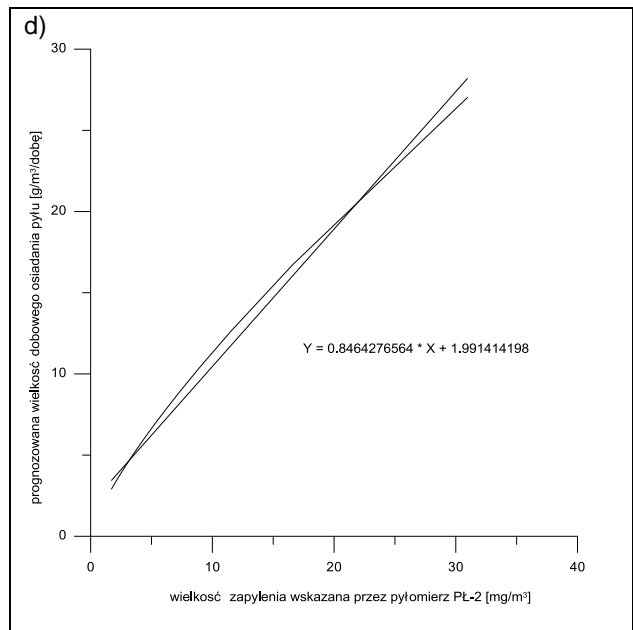 d)
30
20
10
0
prognozowana wielkość dobowego osiadania pyłu [g/m³/dobę]
Y = 0.8464276564 * X + 1.991414198
0 10 20 30 40
wielkość zapylenia wskazana przez pyłomierz PŁ-2 [mg/m³]